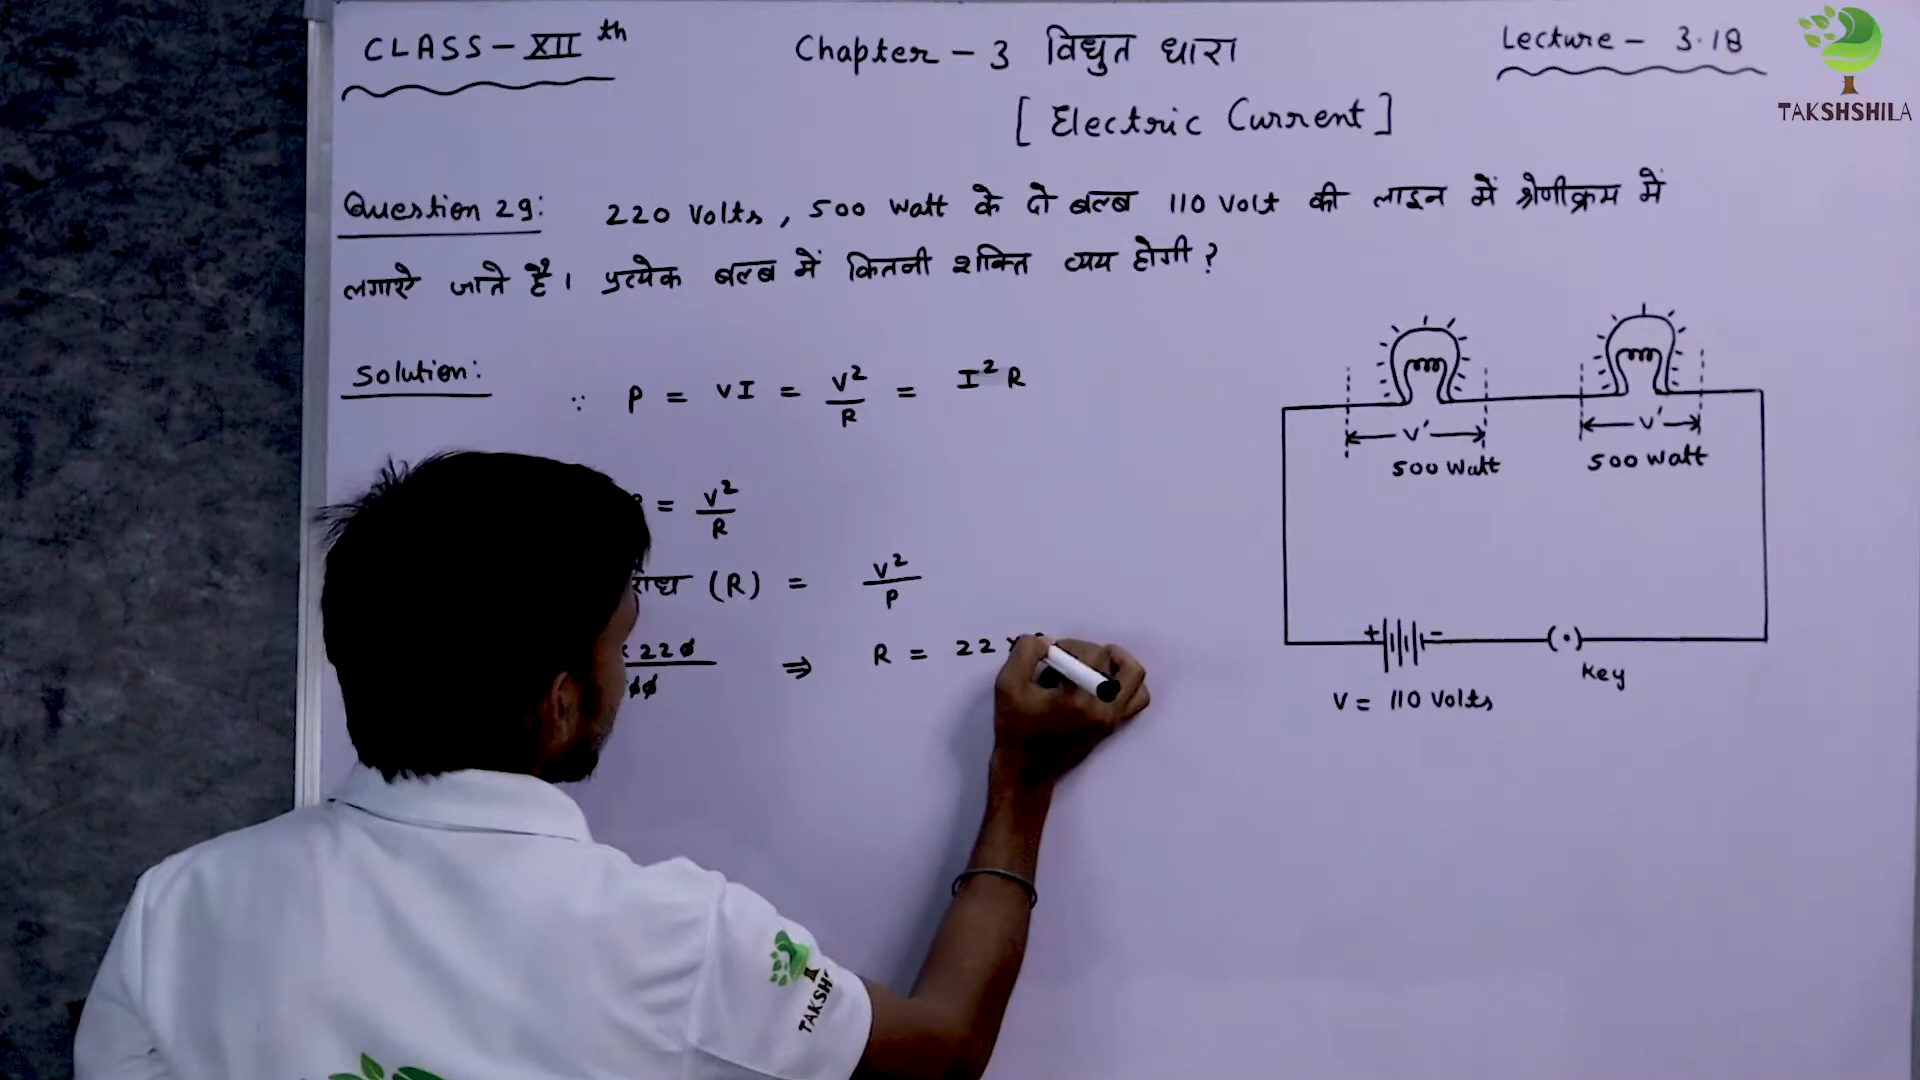 CLASS - XII th
Chapter - 3 विधुत धारा
Lecture - 3.18
TAKSHSHILA
[ Electric Current ]
Question 29: 220 Volts, 500 Watt के दो बल्ब 110 Volt की लाइन में श्रेणीक्रम में
लगाऐ जाते है। प्रत्येक बल्ब में कितनी शक्ति व्यय होगी ?
Solution:
∵ P = VI = V²/R = I²R
= V²/R
(R) = V²/P
220
⇒ R = 22 ×
V'
500 Watt
V'
500 Watt
+ -
(·)
Key
V = 110 Volts
TAKSH